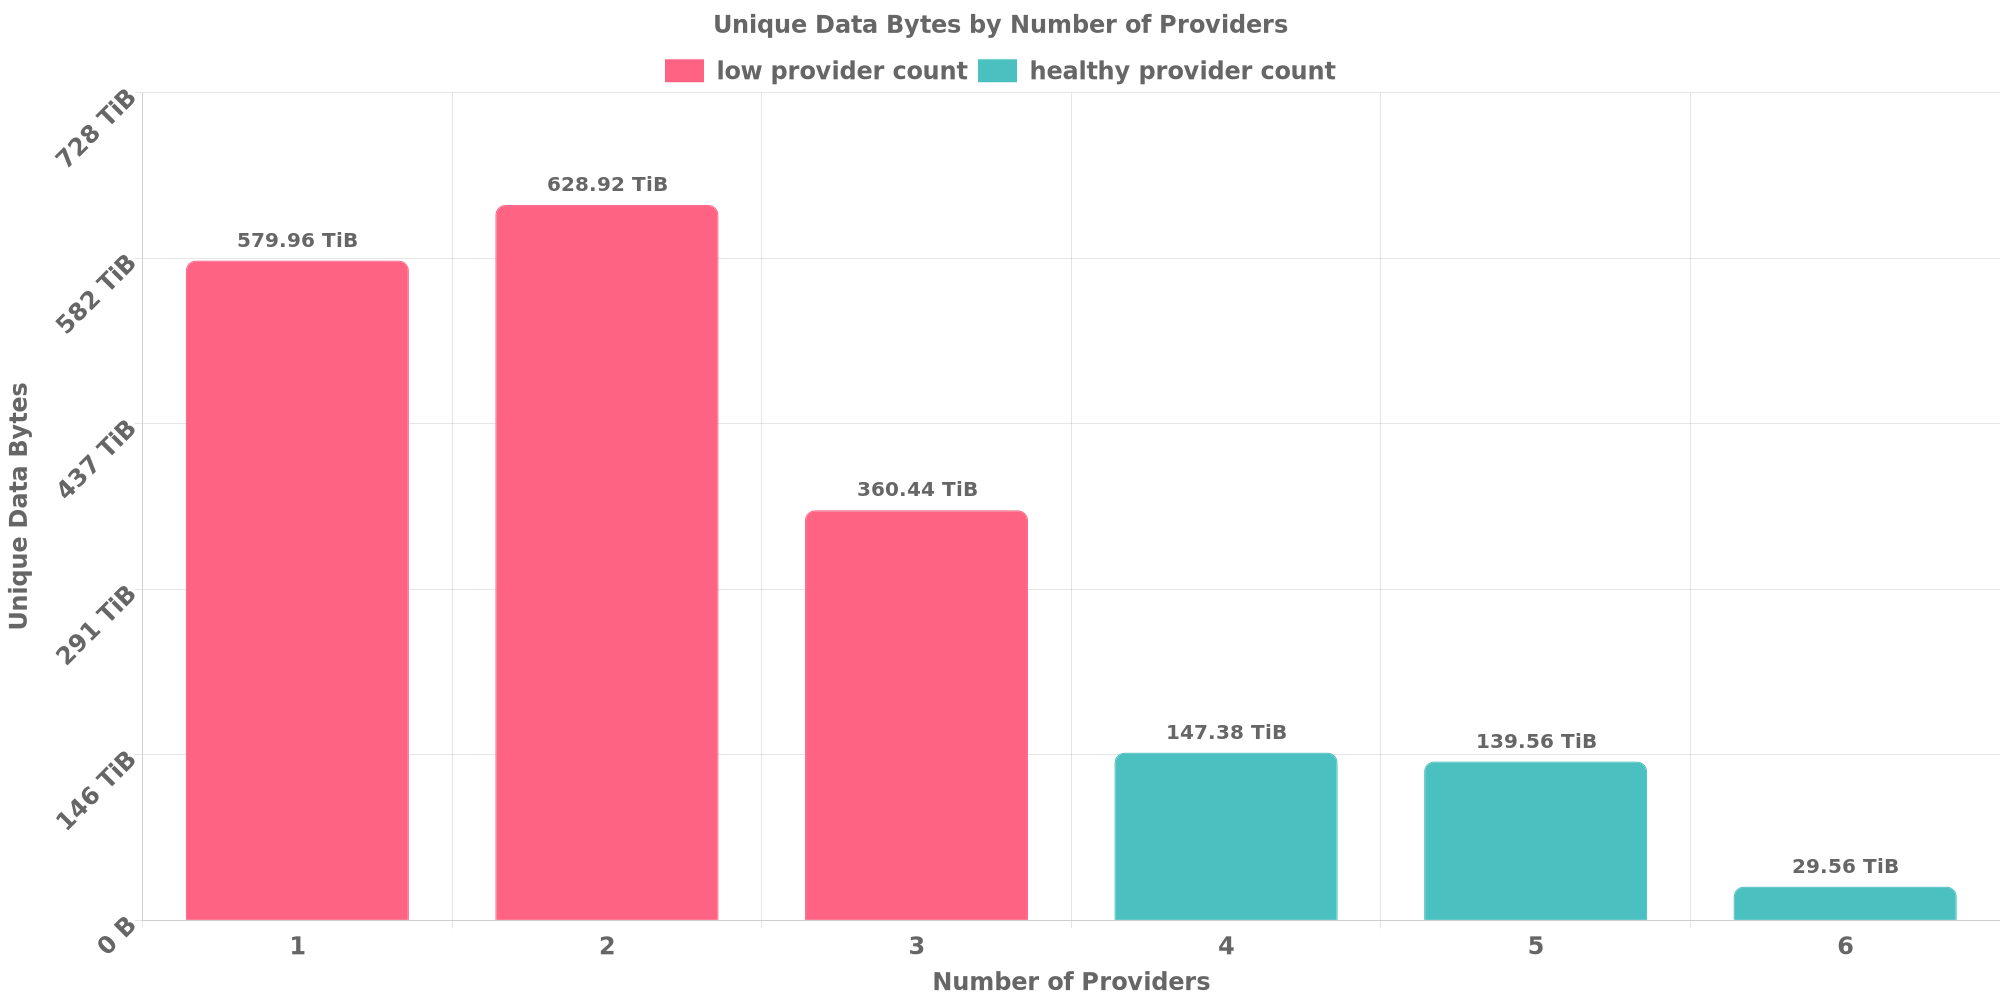 Unique Data Bytes by Number of Providers
low provider count healthy provider count
728 TiB
582 TiB
437 TiB
291 TiB
146 TiB
0 B
Unique Data Bytes
579.96 TiB
628.92 TiB
360.44 TiB
147.38 TiB
139.56 TiB
29.56 TiB
1 2 3 4 5 6
Number of Providers